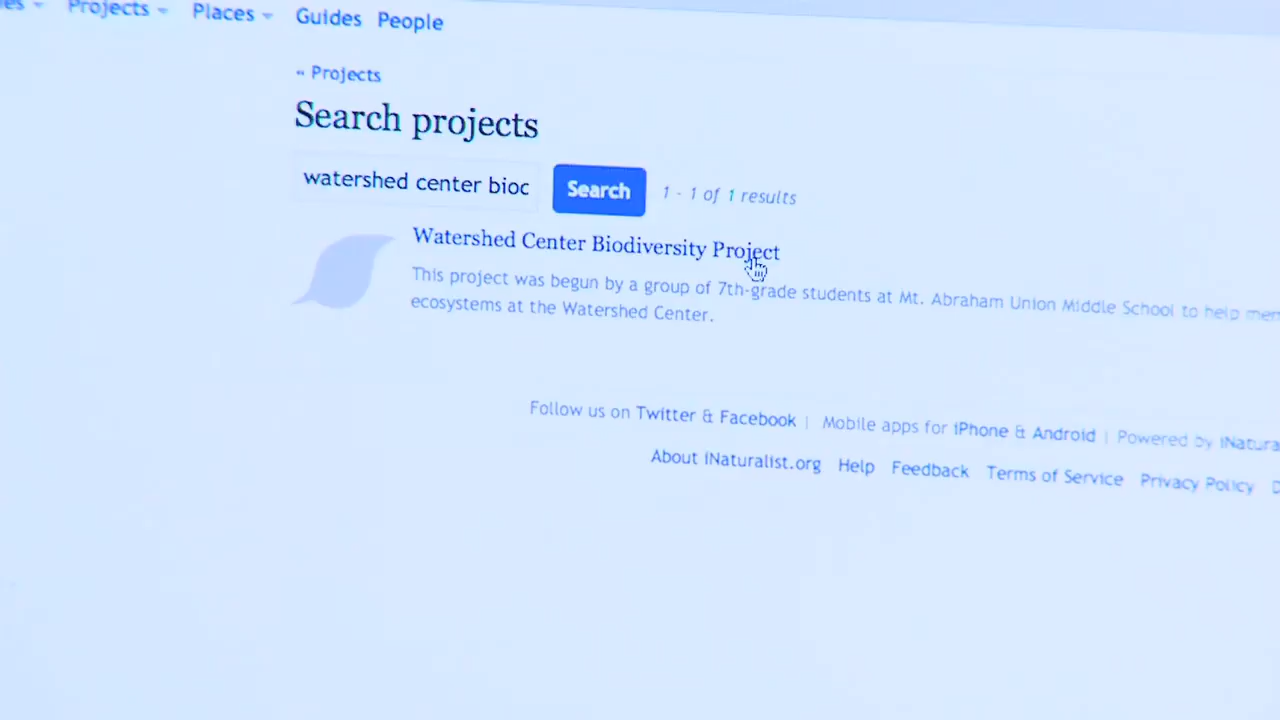 Projects Places Guides People
« Projects
Search projects
watershed center bioc Search 1 - 1 of 1 results
Watershed Center Biodiversity Project
This project was begun by a group of 7th-grade students at Mt. Abraham Union Middle School to help
ecosystems at the Watershed Center.
Follow us on Twitter & Facebook | Mobile apps for iPhone & Android | Powered by
About iNaturalist.org Help Feedback Terms of Service Privacy Policy